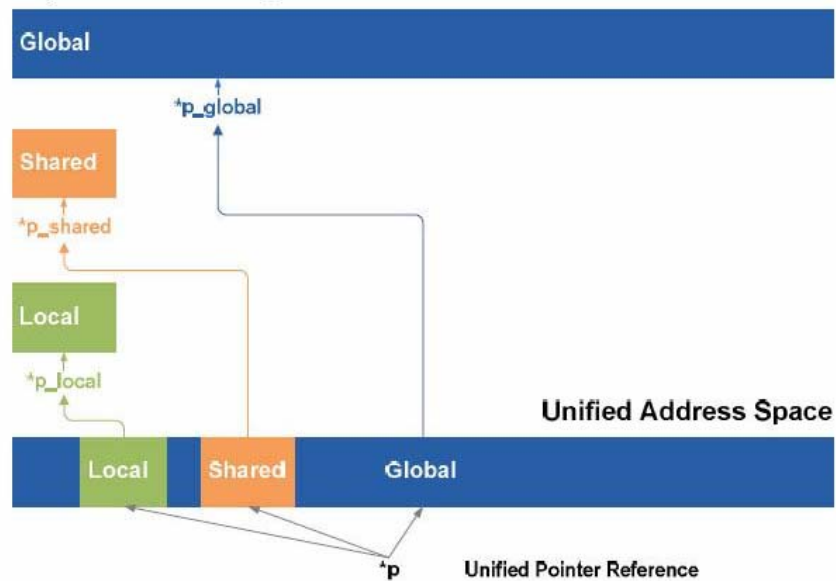 Global
*p_global
Shared
*p_shared
Local
*p_local
Unified Address Space
Local Shared Global
*p Unified Pointer Reference